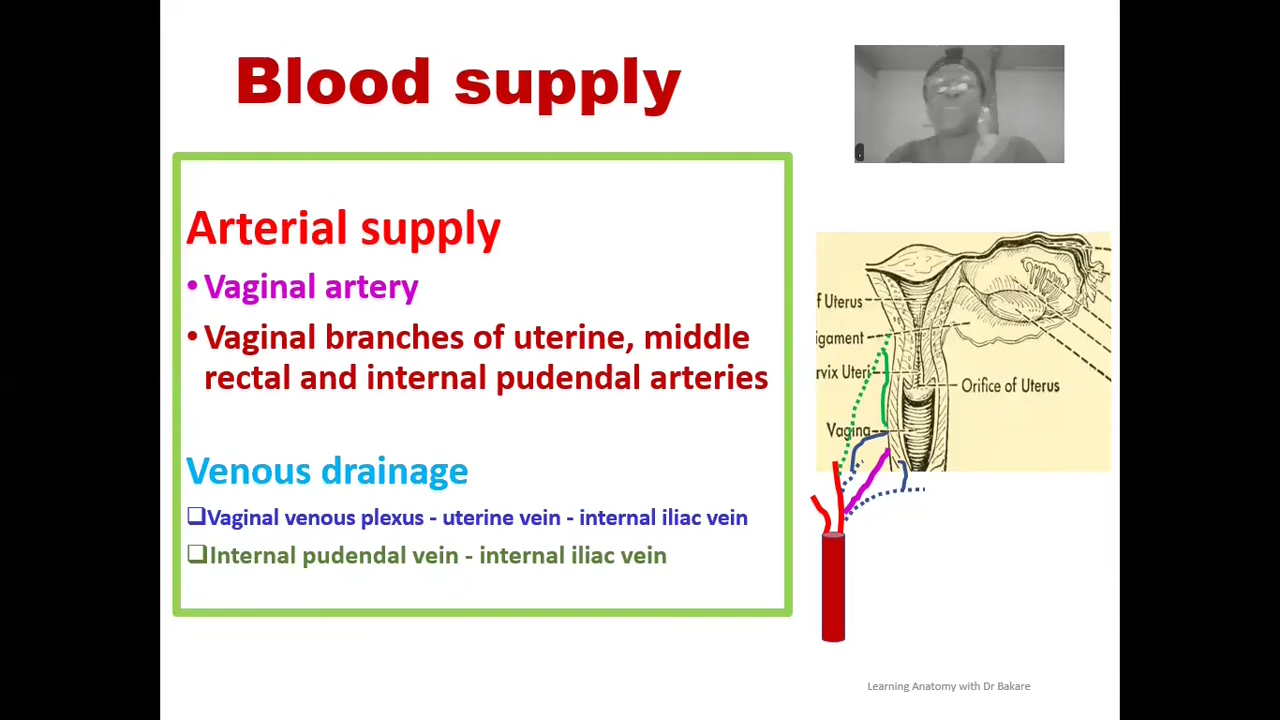 Blood supply
Arterial supply
•Vaginal artery
•Vaginal branches of uterine, middle
rectal and internal pudendal arteries
Venous drainage
❑Vaginal venous plexus - uterine vein - internal iliac vein
❑Internal pudendal vein - internal iliac vein
f Uterus
igament
rvix Uteri
Orifice of Uterus
Vagina
Learning Anatomy with Dr Bakare